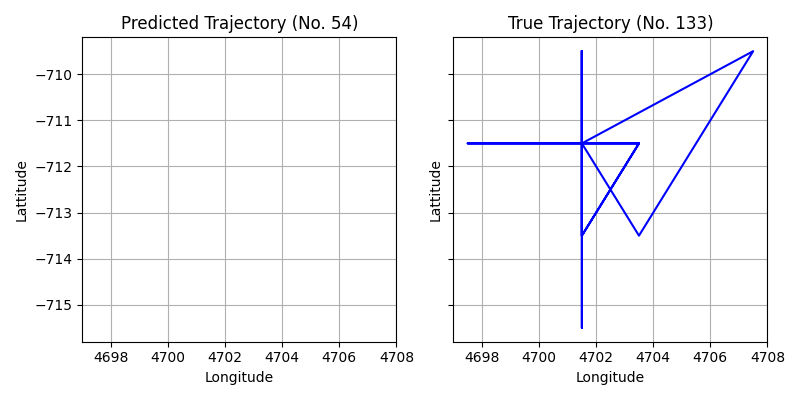 Predicted Trajectory (No. 54)
True Trajectory (No. 133)
Lattitude
−710
−711
−712
−713
−714
−715
4698 4700 4702 4704 4706 4708
Longitude
Lattitude
4698 4700 4702 4704 4706 4708
Longitude